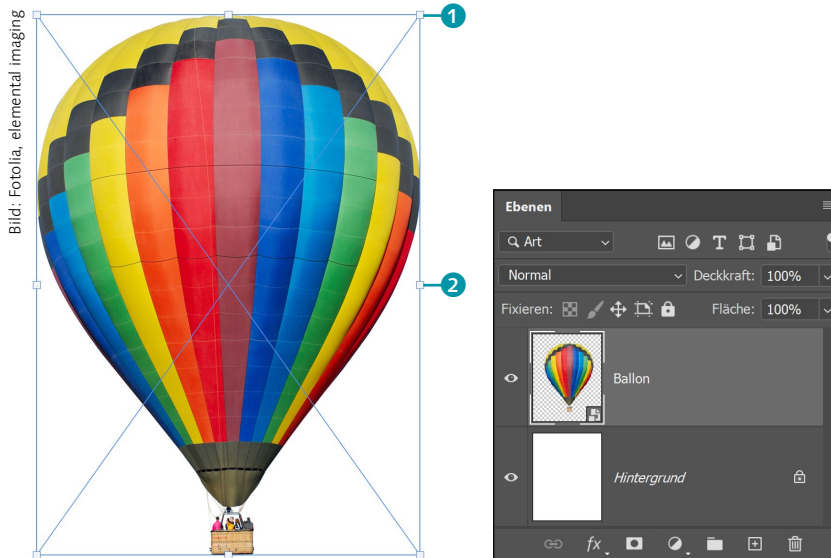 Bild: Fotolia, elemental imaging
1
2
Ebenen
Art
T
Normal
Deckkraft: 100%
Fixieren:
Fläche: 100%
Ballon
Hintergrund
fx